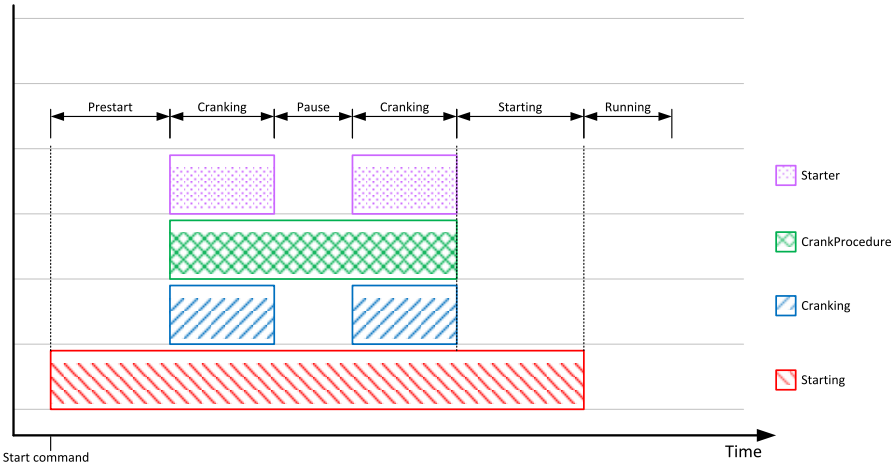 Prestart
Cranking
Pause
Cranking
Starting
Running
Starter
CrankProcedure
Cranking
Starting
Time
Start command